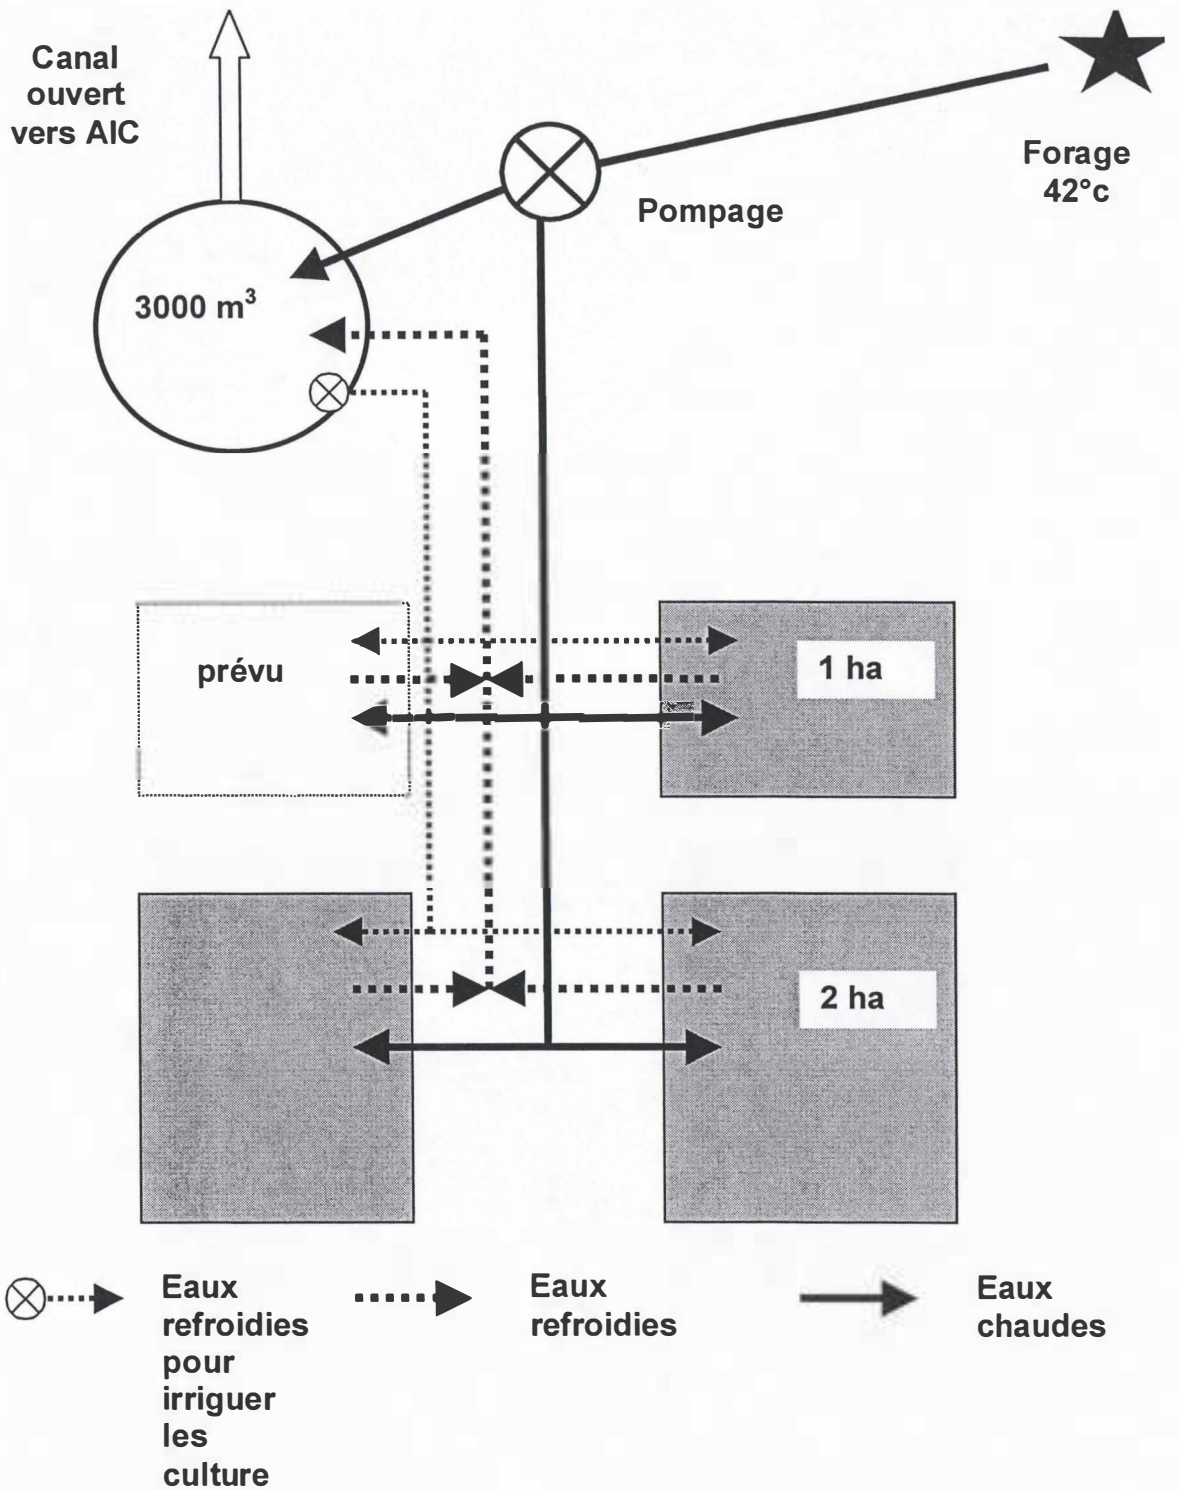 Canal
ouvert
vers AIC
Forage
42°c
Pompage
3000 m³
prévu
1 ha
2 ha
Eaux
refroidies
pour
irriguer
les
culture
Eaux
refroidies
Eaux
chaudes